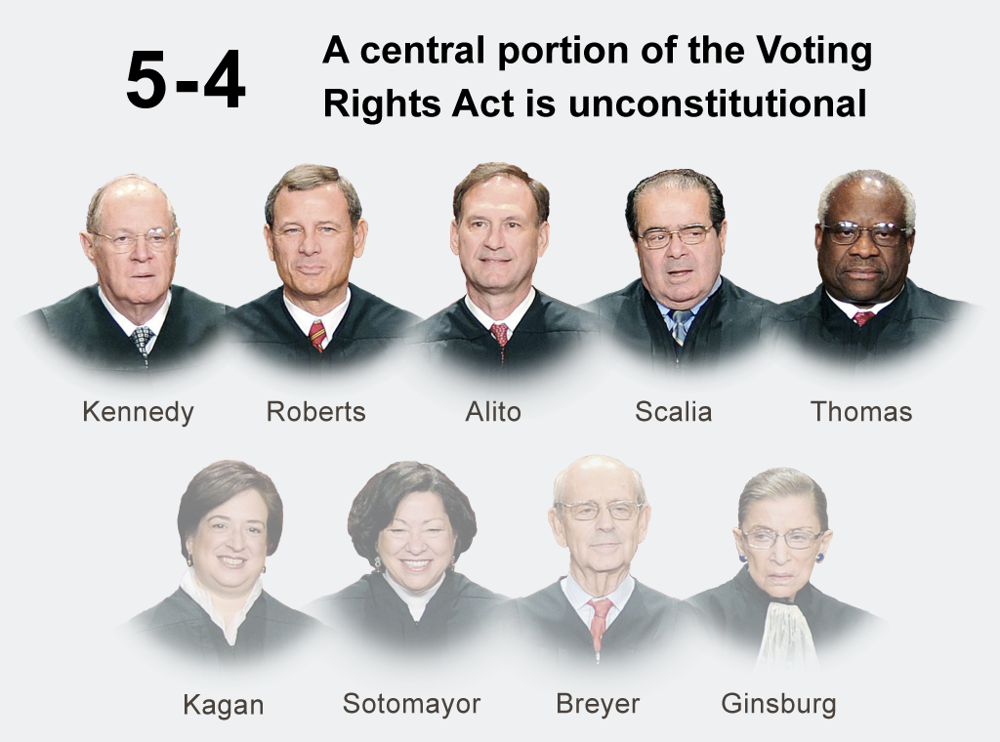 5-4
A central portion of the Voting
Rights Act is unconstitutional
Kennedy
Roberts
Alito
Scalia
Thomas
Kagan
Sotomayor
Breyer
Ginsburg